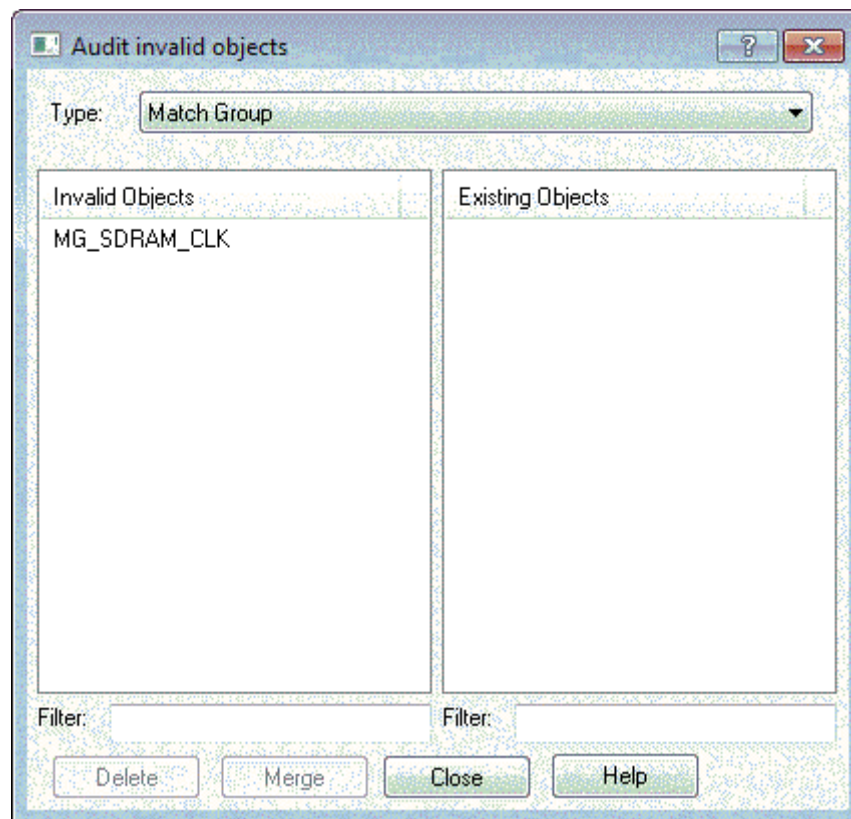 Audit invalid objects
?
Type: Match Group
Invalid Objects
Existing Objects
MG_SDRAM_CLK
Filter:
Filter:
Delete
Merge
Close
Help